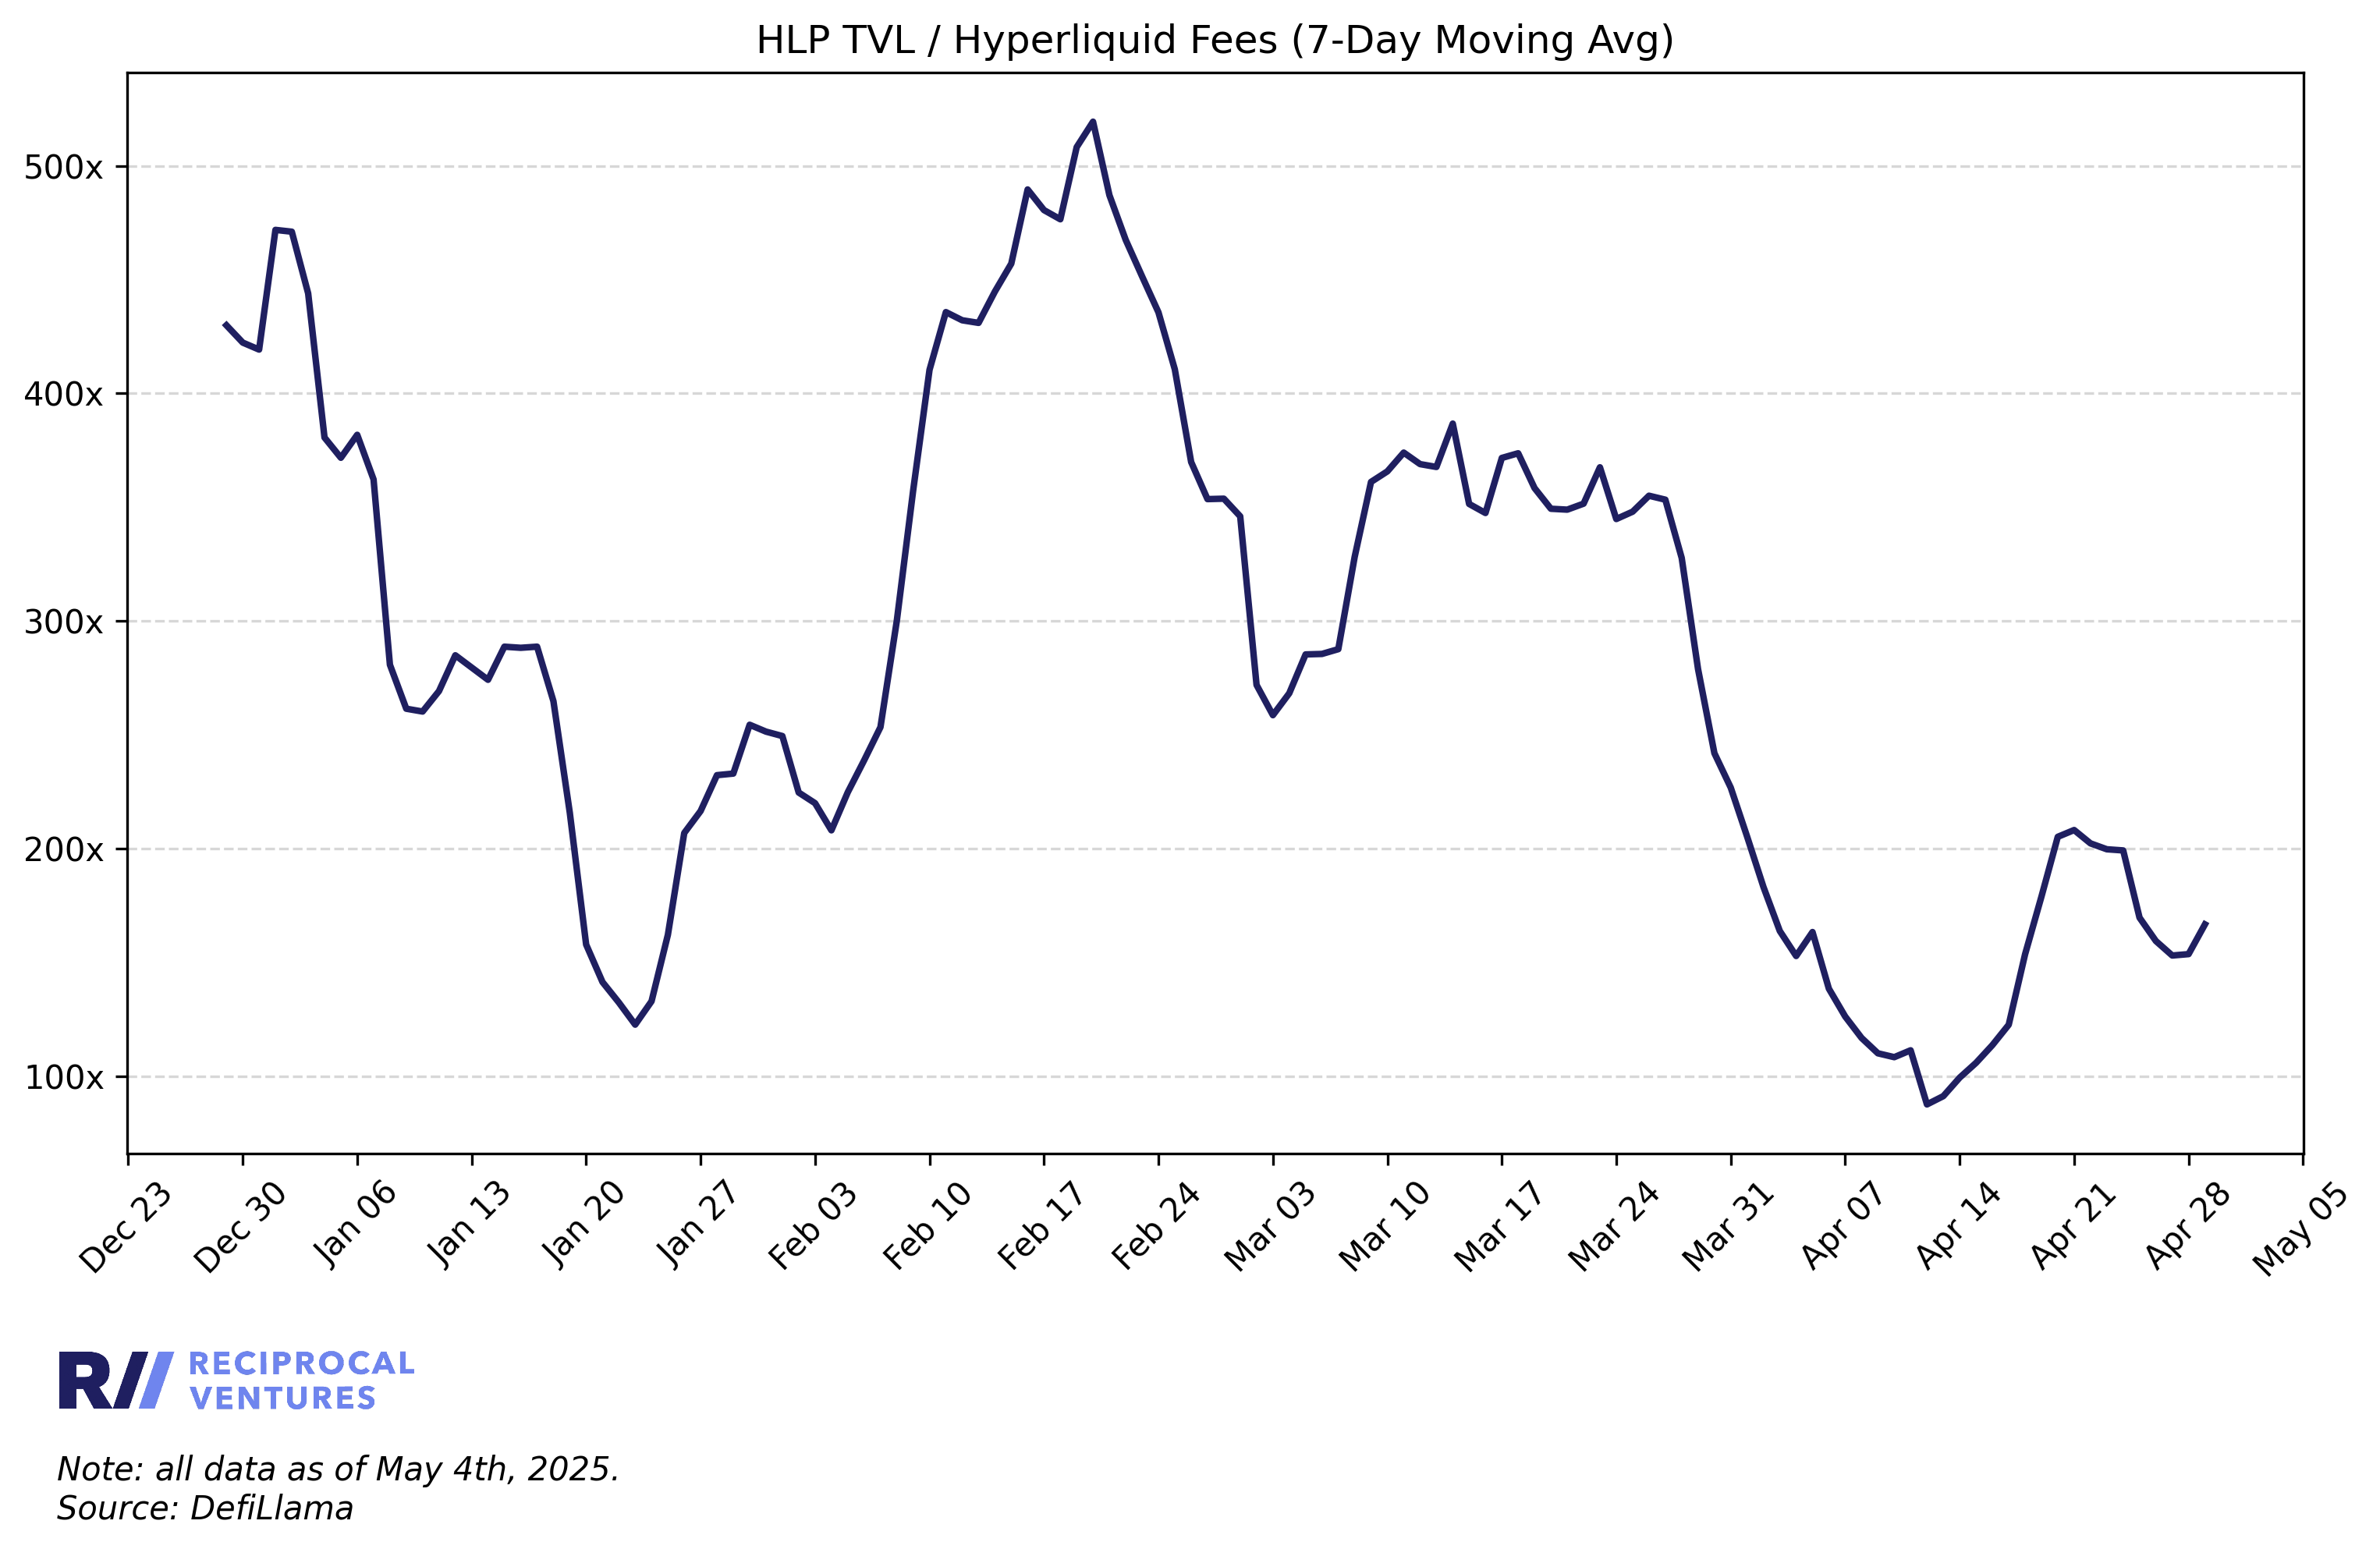 HLP TVL / Hyperliquid Fees (7-Day Moving Avg)
500x
400x
300x
200x
100x
Dec 23
Dec 30
Jan 06
Jan 13
Jan 20
Jan 27
Feb 03
Feb 10
Feb 17
Feb 24
Mar 03
Mar 10
Mar 17
Mar 24
Mar 31
Apr 07
Apr 14
Apr 21
Apr 28
May 05
R
RECIPROCAL
VENTURES
Note: all data as of May 4th, 2025.
Source: DefiLlama